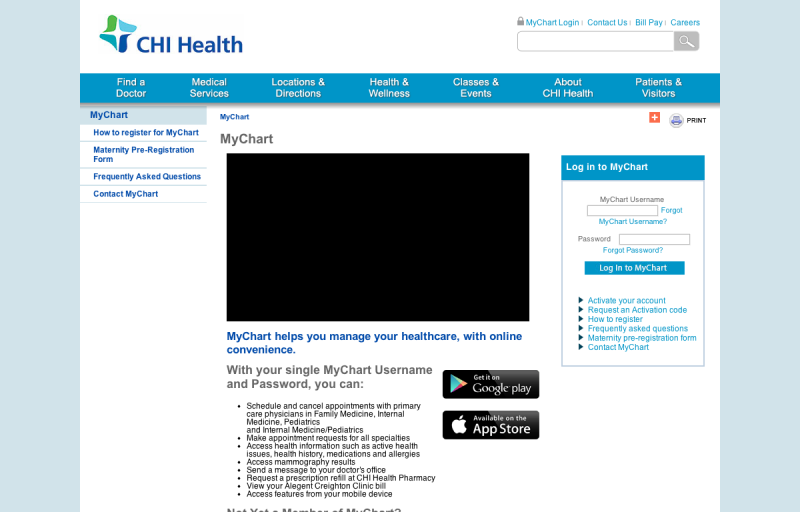 CHI Health
MyChart Login
Contact Us
Bill Pay
Careers
Find a
Doctor
Medical
Services
Locations &
Directions
Health &
Wellness
Classes &
Events
About
CHI Health
Patients &
Visitors
MyChart
How to register for MyChart
Maternity Pre-Registration
Form
Frequently Asked Questions
Contact MyChart
MyChart
PRINT
MyChart
MyChart helps you manage your healthcare, with online
convenience.
With your single MyChart Username
and Password, you can:
Schedule and cancel appointments with primary
care physicians in Family Medicine, Internal
Medicine, Pediatrics
and Internal Medicine/Pediatrics
Make appointment requests for all specialties
Access health information such as active health
issues, health history, medications and allergies
Access mammography results
Send a message to your doctor's office
Request a prescription refill at CHI Health Pharmacy
View your Alegent Creighton Clinic bill
Access features from your mobile device
Get it on
Google play
Available on the
App Store
Not Yet a Member of MyChart?
Log in to MyChart
MyChart Username
Forgot
MyChart Username?
Password
Forgot Password?
Log In to MyChart
Activate your account
Request an Activation code
How to register
Frequently asked questions
Maternity pre-registration form
Contact MyChart